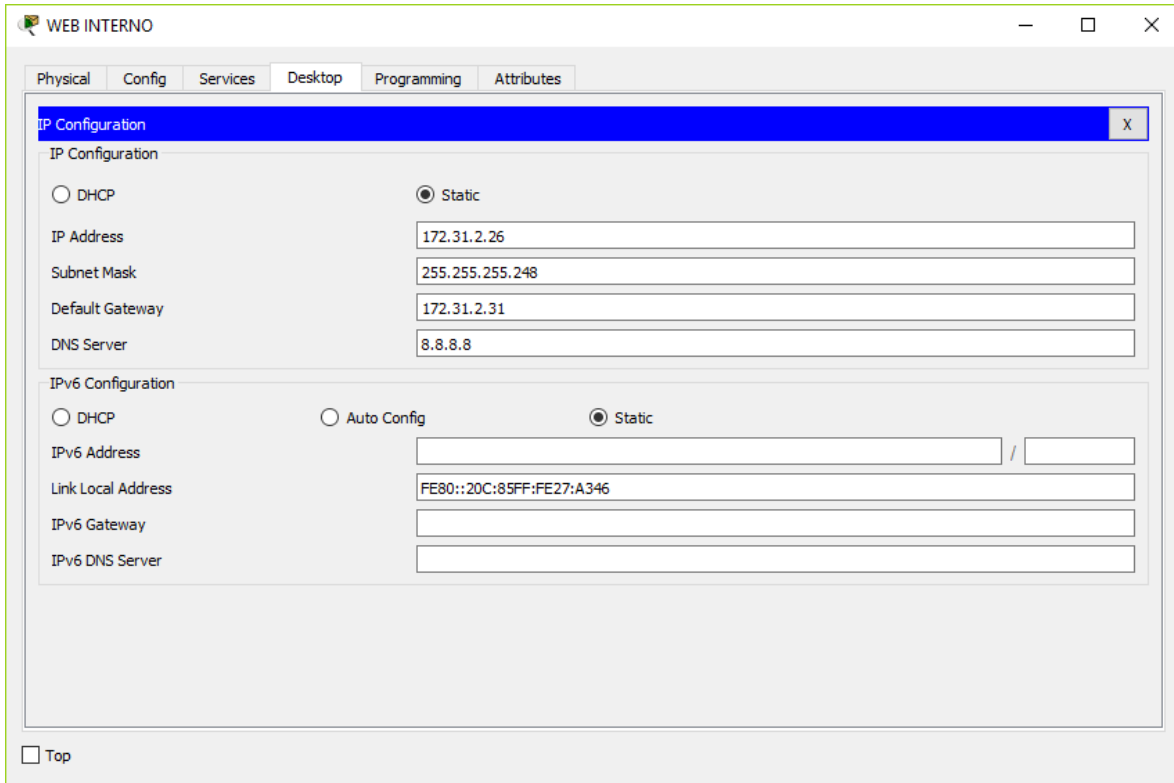 WEB INTERNO
Physical Config Services Desktop Programming Attributes
IP Configuration X
IP Configuration
DHCP Static
IP Address 172.31.2.26
Subnet Mask 255.255.255.248
Default Gateway 172.31.2.31
DNS Server 8.8.8.8
IPv6 Configuration
DHCP Auto Config Static
IPv6 Address /
Link Local Address FE80::20C:85FF:FE27:A346
IPv6 Gateway
IPv6 DNS Server
Top